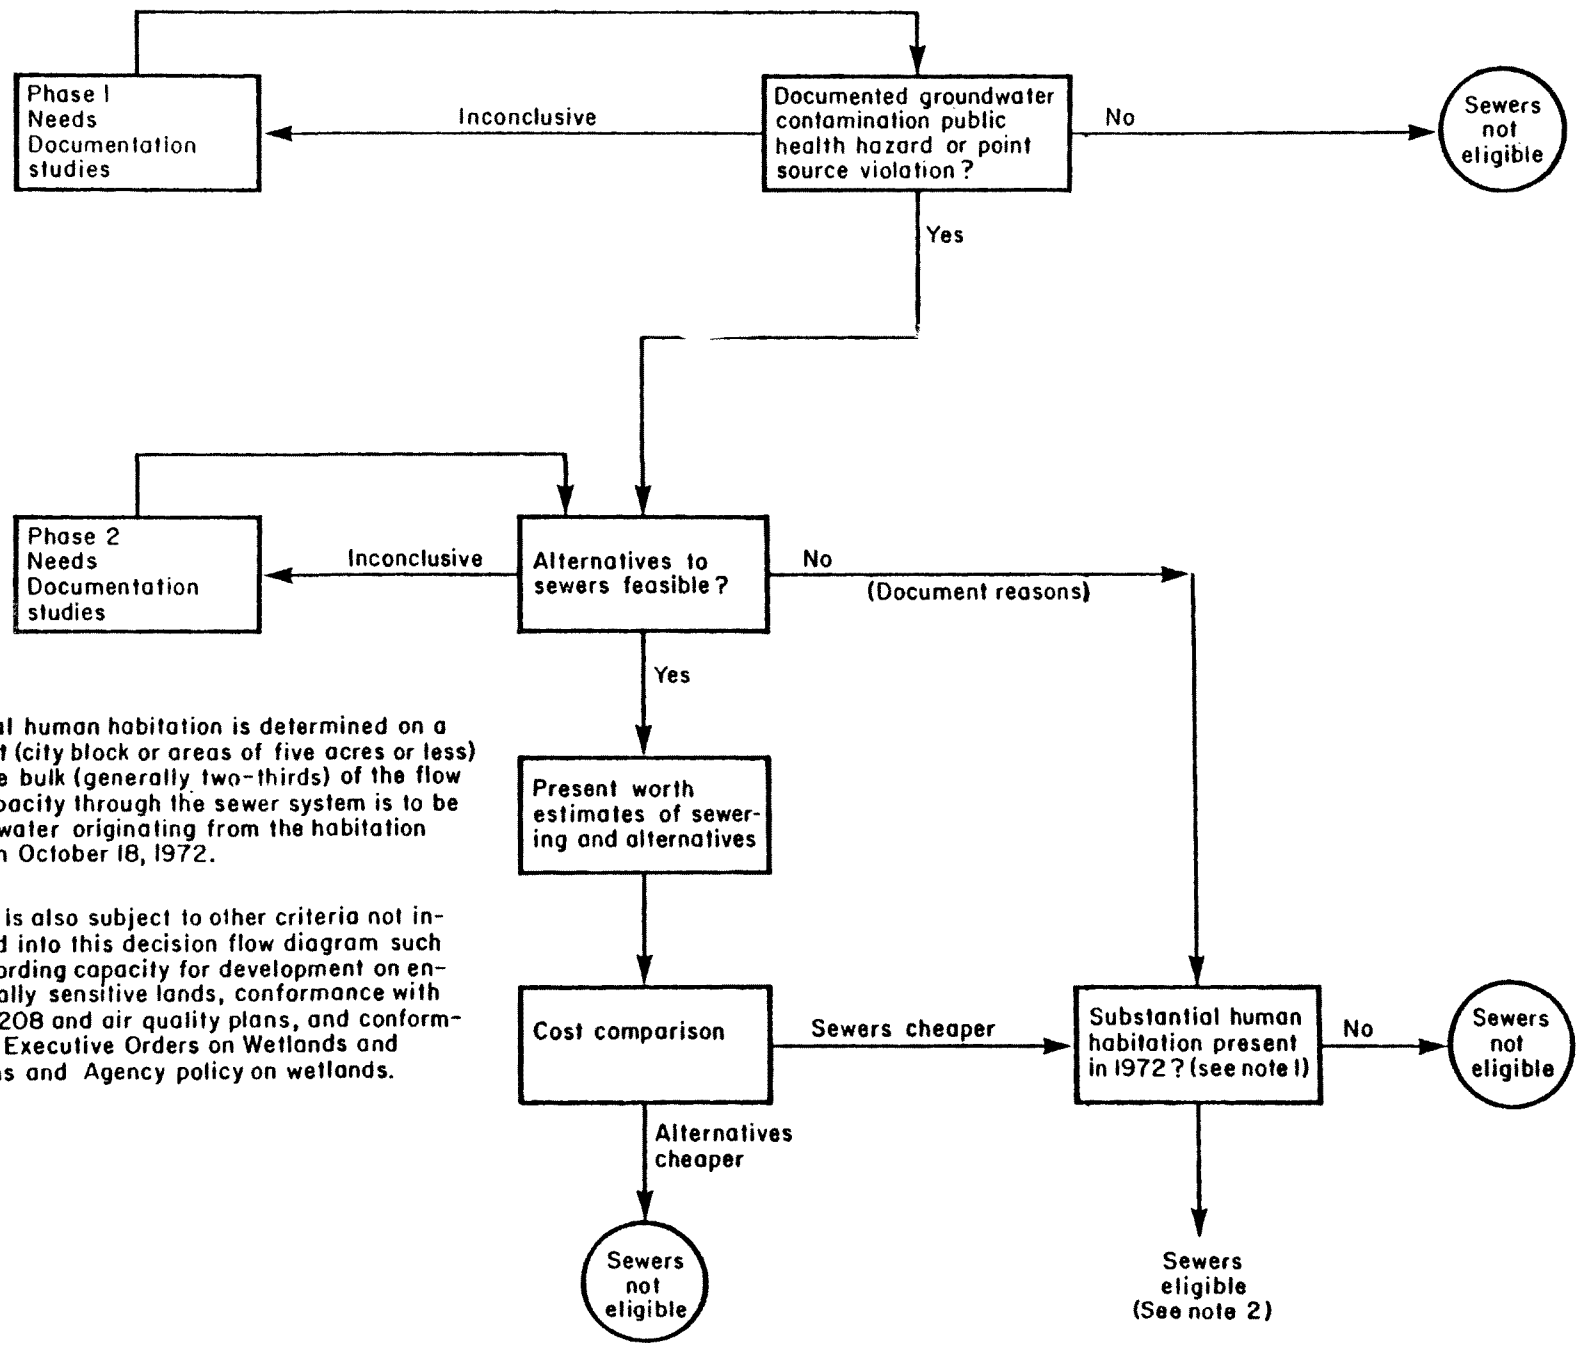 Phase 1
Needs
Documentation
studies
Inconclusive
Documented groundwater
contamination public
health hazard or point
source violation?
No
Sewers
not
eligible
Yes
Phase 2
Needs
Documentation
studies
Inconclusive
Alternatives to
sewers feasible?
No
(Document reasons)
Yes
human habitation is determined on a
(city block or areas of five acres or less)
bulk (generally two-thirds) of the flow
through the sewer system is to be
water originating from the habitation
October 18, 1972.
is also subject to other criteria not in-
into this decision flow diagram such
capacity for development on en-
sensitive lands, conformance with
208 and air quality plans, and conform-
Executive Orders on Wetlands and
and Agency policy on wetlands.
Present worth
estimates of sewer-
ing and alternatives
Cost comparison
Sewers cheaper
Substantial human
habitation present
in 1972? (see note 1)
No
Sewers
not
eligible
Alternatives
cheaper
Sewers
not
eligible
Sewers
eligible
(See note 2)